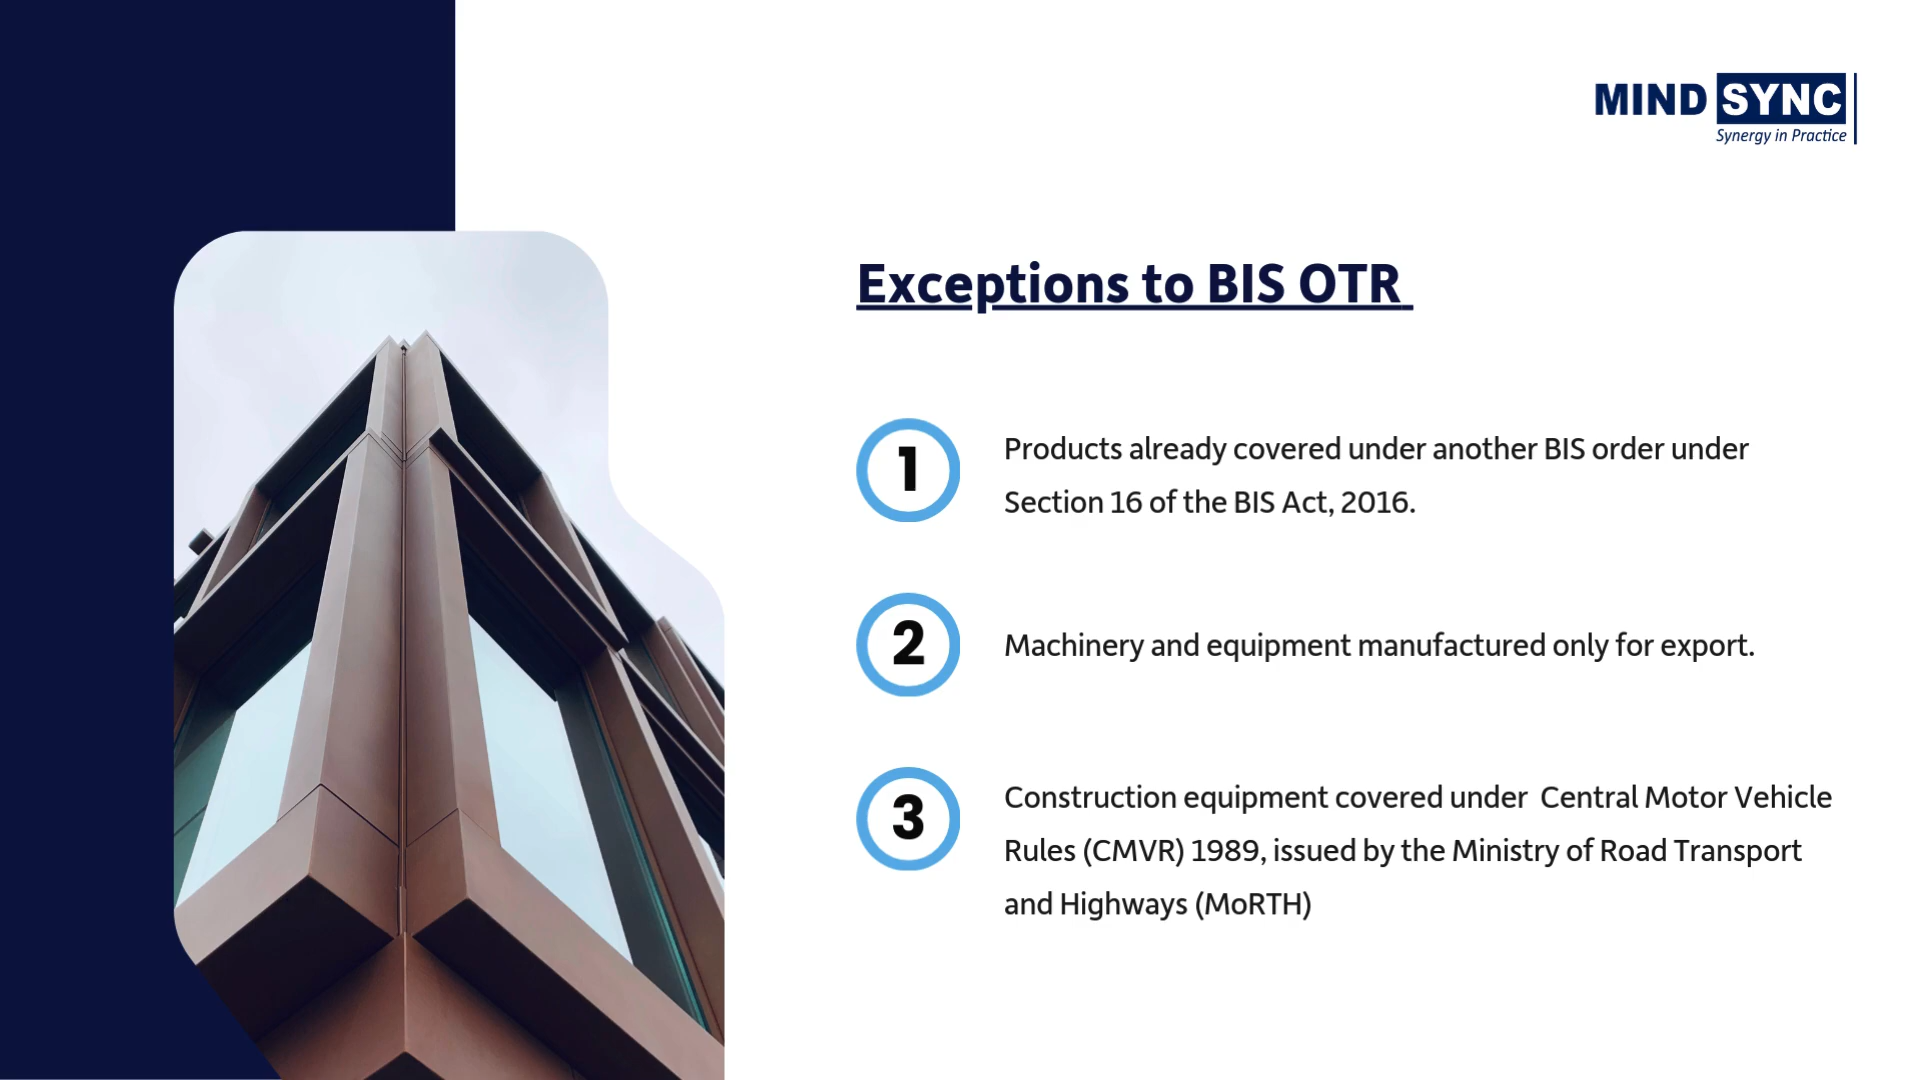 MIND SYNC
Synergy in Practice
Exceptions to BIS OTR
1
Products already covered under another BIS order under
Section 16 of the BIS Act, 2016.
2
Machinery and equipment manufactured only for export.
3
Construction equipment covered under  Central Motor Vehicle
Rules (CMVR) 1989, issued by the Ministry of Road Transport
and Highways (MoRTH)